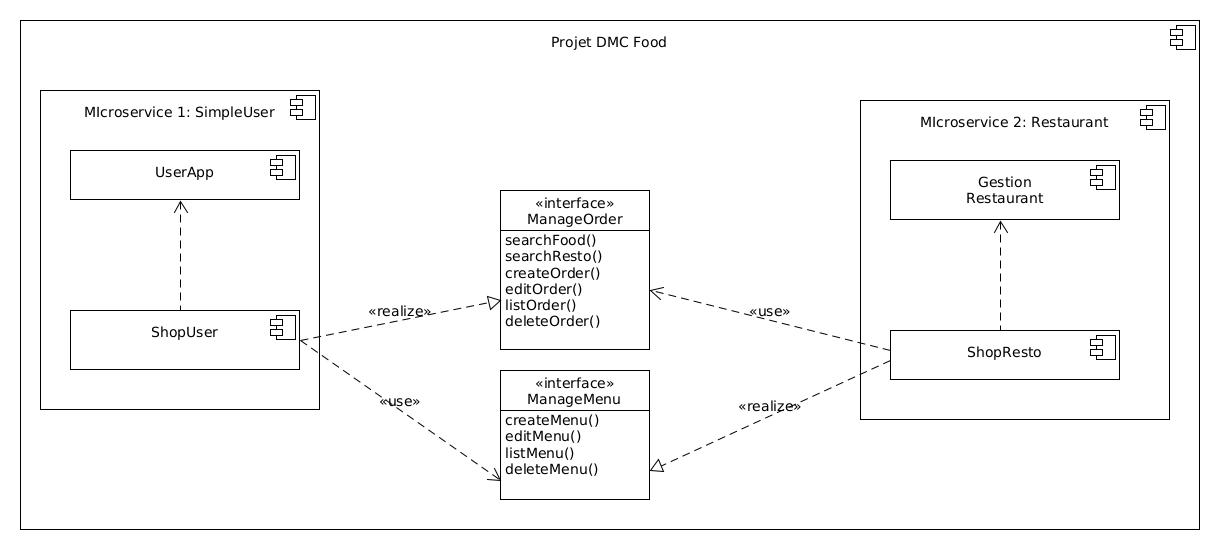 Projet DMC Food
MIcroservice 1: SimpleUser
UserApp
ShopUser
«realize»
«use»
«interface»
ManageOrder
searchFood()
searchResto()
createOrder()
editOrder()
listOrder()
deleteOrder()
«interface»
ManageMenu
createMenu()
editMenu()
listMenu()
deleteMenu()
«use»
«realize»
MIcroservice 2: Restaurant
Gestion
Restaurant
ShopResto